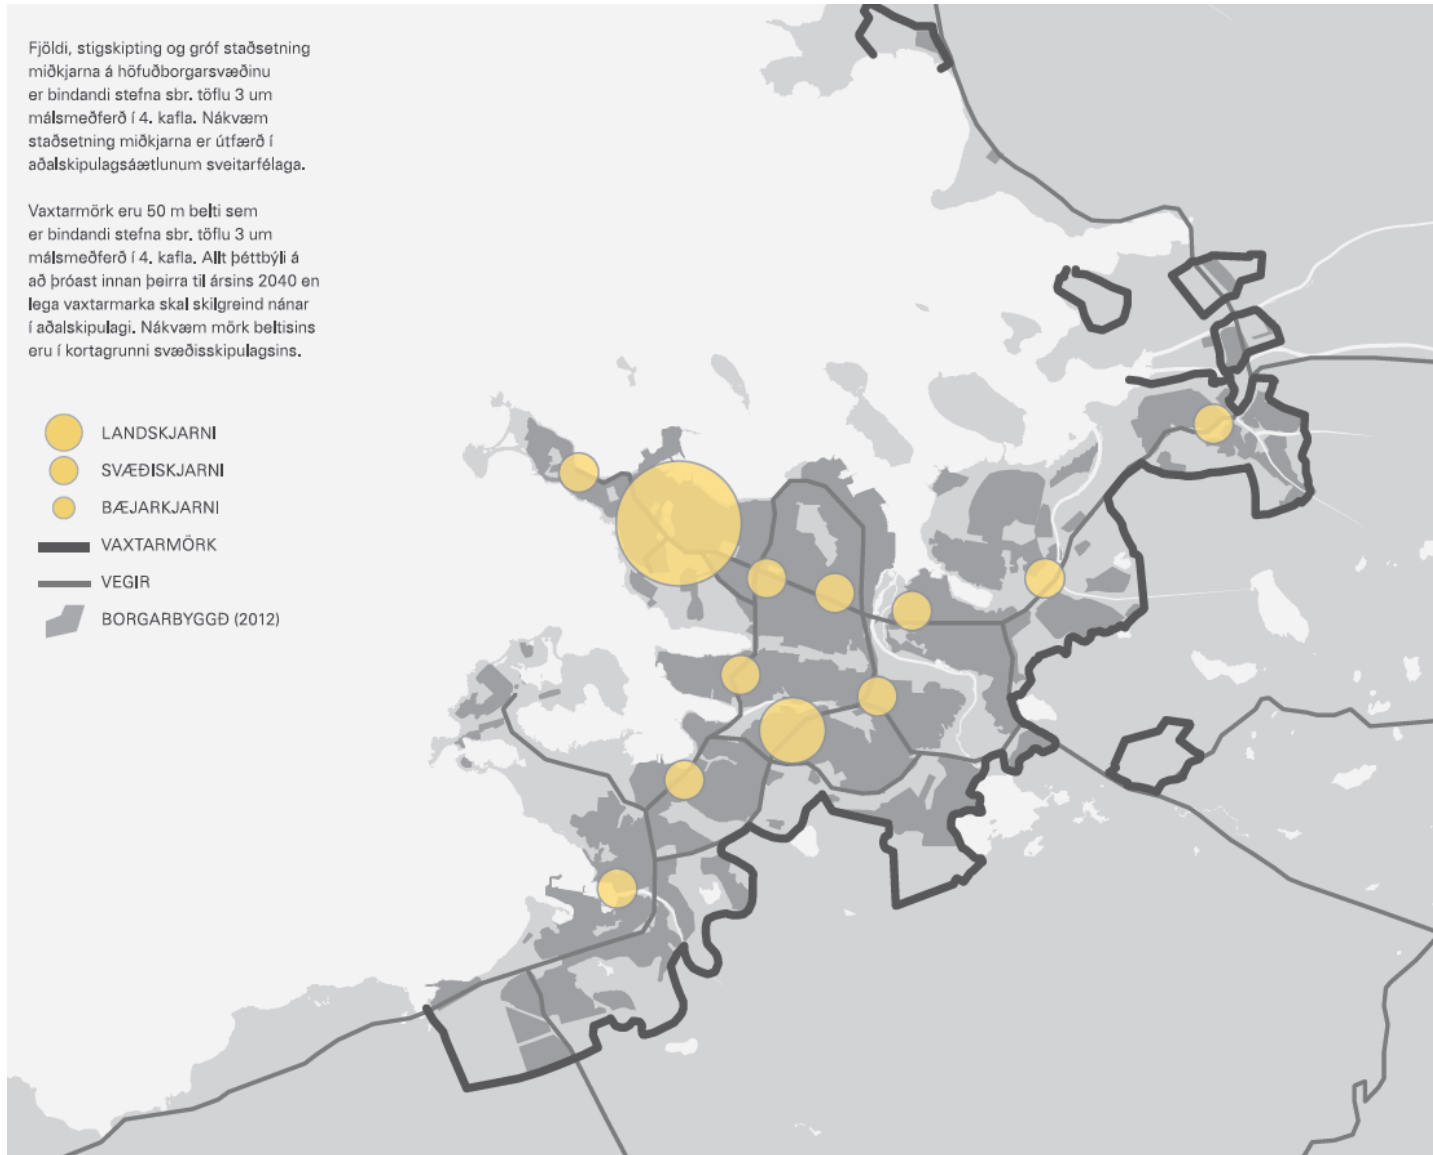 Fjöldi, stigskipting og gróf staðsetning
miðkjarna á höfuðborgarsvæðinu
er bindandi stefna sbr. töflu 3 um
málsmeðferð í 4. kafla. Nákvæm
staðsetning miðkjarna er útfærð í
aðalskipulagsáætlunum sveitarfélaga.
Vaxtarmörk eru 50 m belti sem
er bindandi stefna sbr. töflu 3 um
málsmeðferð í 4. kafla. Allt þéttbýli á
að þróast innan þeirra til ársins 2040 en
lega vaxtarmarka skal skilgreind nánar
í aðalskipulagi. Nákvæm mörk beltisins
eru í kortagrunni svæðisskipulagsins.
LANDSKJARNI
SVÆÐISKJARNI
BÆJARKJARNI
VAXTARMÖRK
VEGIR
BORGARBYGGÐ (2012)